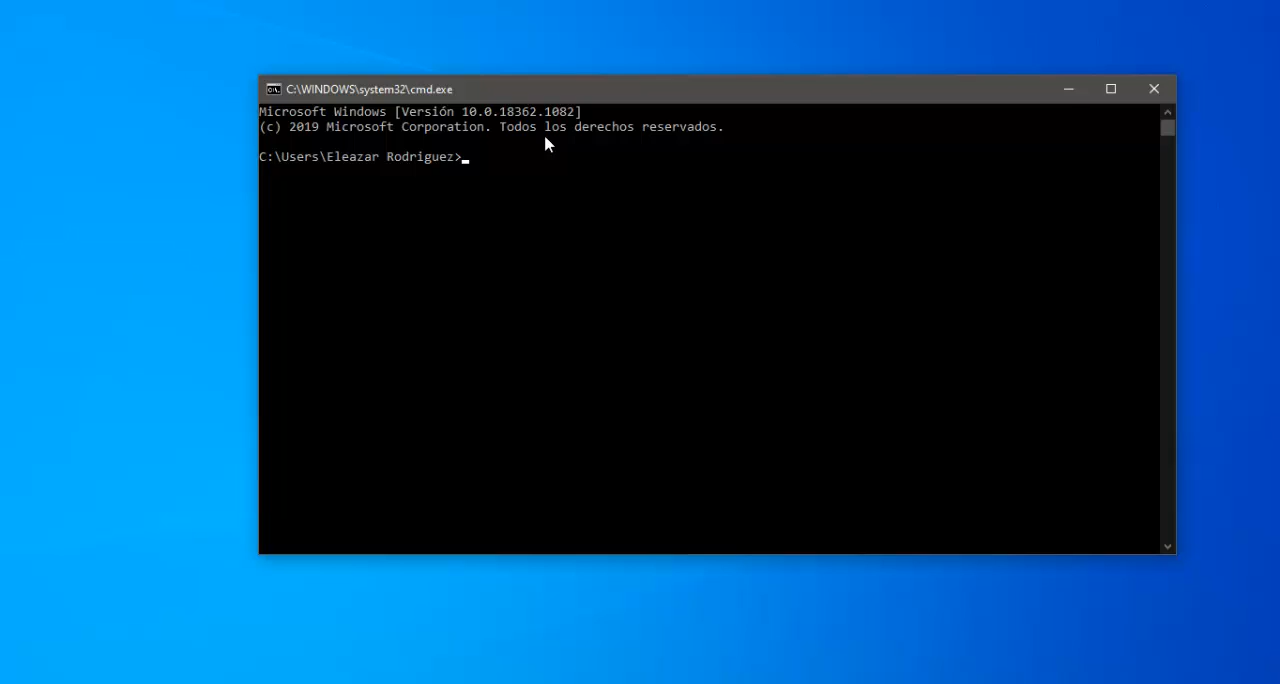 C:\WINDOWS\system32\cmd.exe
Microsoft Windows [Versión 10.0.18362.1082]
(c) 2019 Microsoft Corporation. Todos los derechos reservados.
C:\Users\Eleazar Rodriguez>